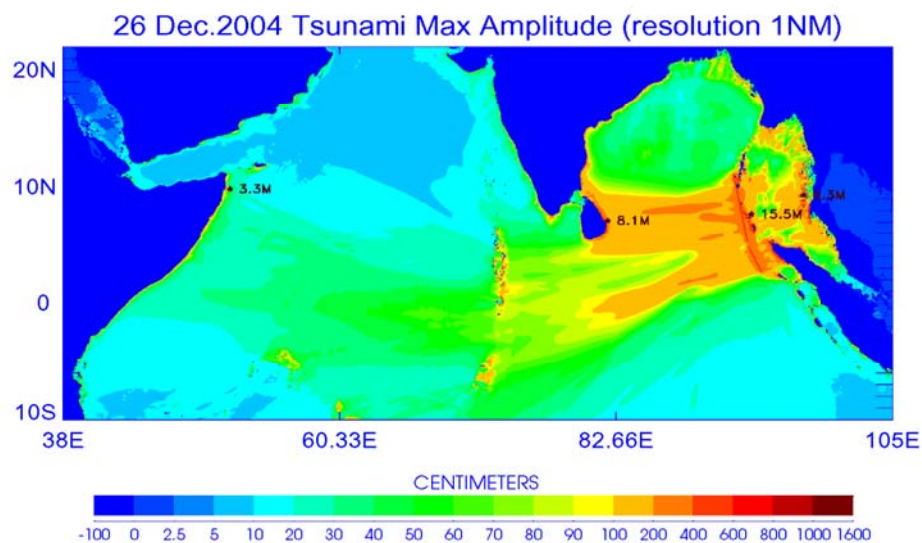 26 Dec.2004 Tsunami Max Amplitude (resolution 1NM)
20N
10N
0
10S
3.3M
8.1M
15.5M
38E 60.33E 82.66E 105E
CENTIMETERS
-100 0 2.5 5 10 20 30 40 50 60 70 80 90 100 200 400 600 800 1000 1600